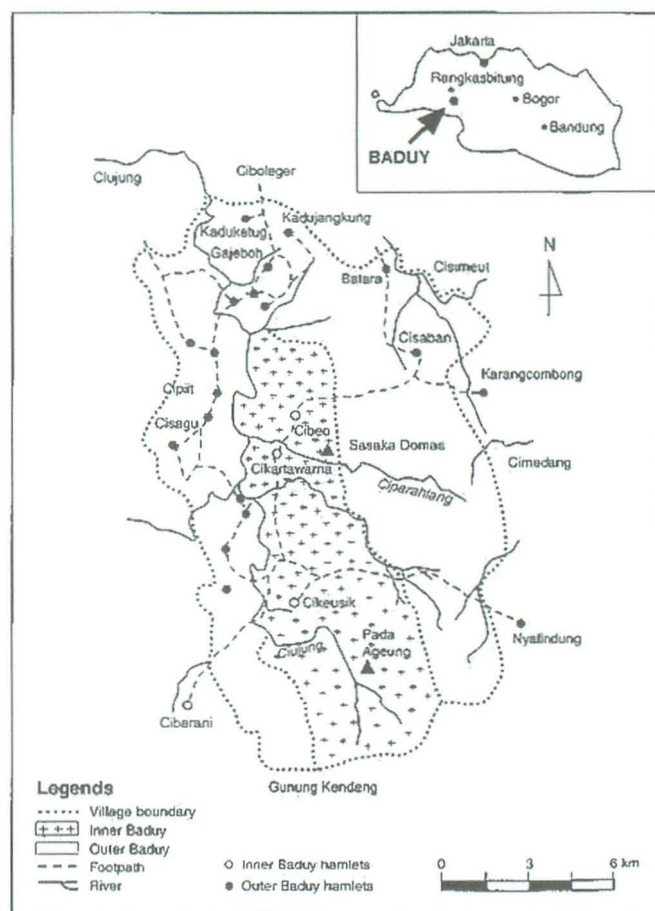 Jakarta
Rangkasbitung
Bogor
Bandung
BADUY
Ciujung
Ciboleger
Kaduketug
Kadujangkung
Gajeboh
N
Batara
Cisimeut
Cisaban
Karangcombong
Cipiit
Cisagu
Cibeo
Sasaka Domas
Cikartawarna
Cimedang
Ciparahiang
Cikeusik
Nyalindung
Pada
Ageung
Ciujung
Cibarani
Gunung Kendeng
Legends
Village boundary
Inner Baduy
Outer Baduy
Footpath
River
Inner Baduy hamlets
Outer Baduy hamlets
0 3 6 km